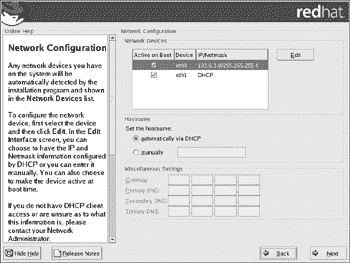 redhat
Online Help
Network Configuration
Any network devices you have
on the system will be
automatically detected by the
installation program and shown
in the Network Devices list.
To configure the network
device, first select the device
and then click Edit. In the Edit
Interface screen, you can
choose to have the IP and
Netmask information configured
by DHCP or you can enter it
manually. You can also choose
to make the device active at
boot time.
If you do not have DHCP client
access or are unsure as to what
this information is, please
contact your Network
Administrator.
Network Configuration
Network Devices
Active on Boot Device IP/Netmask
eth0
eth1 DHCP
Edit
Hostname
Set the hostname:
automatically via DHCP
manually
Miscellaneous Settings
Gateway:
Primary DNS:
Secondary DNS:
Tertiary DNS:
Hide Help
Release Notes
Back
Next